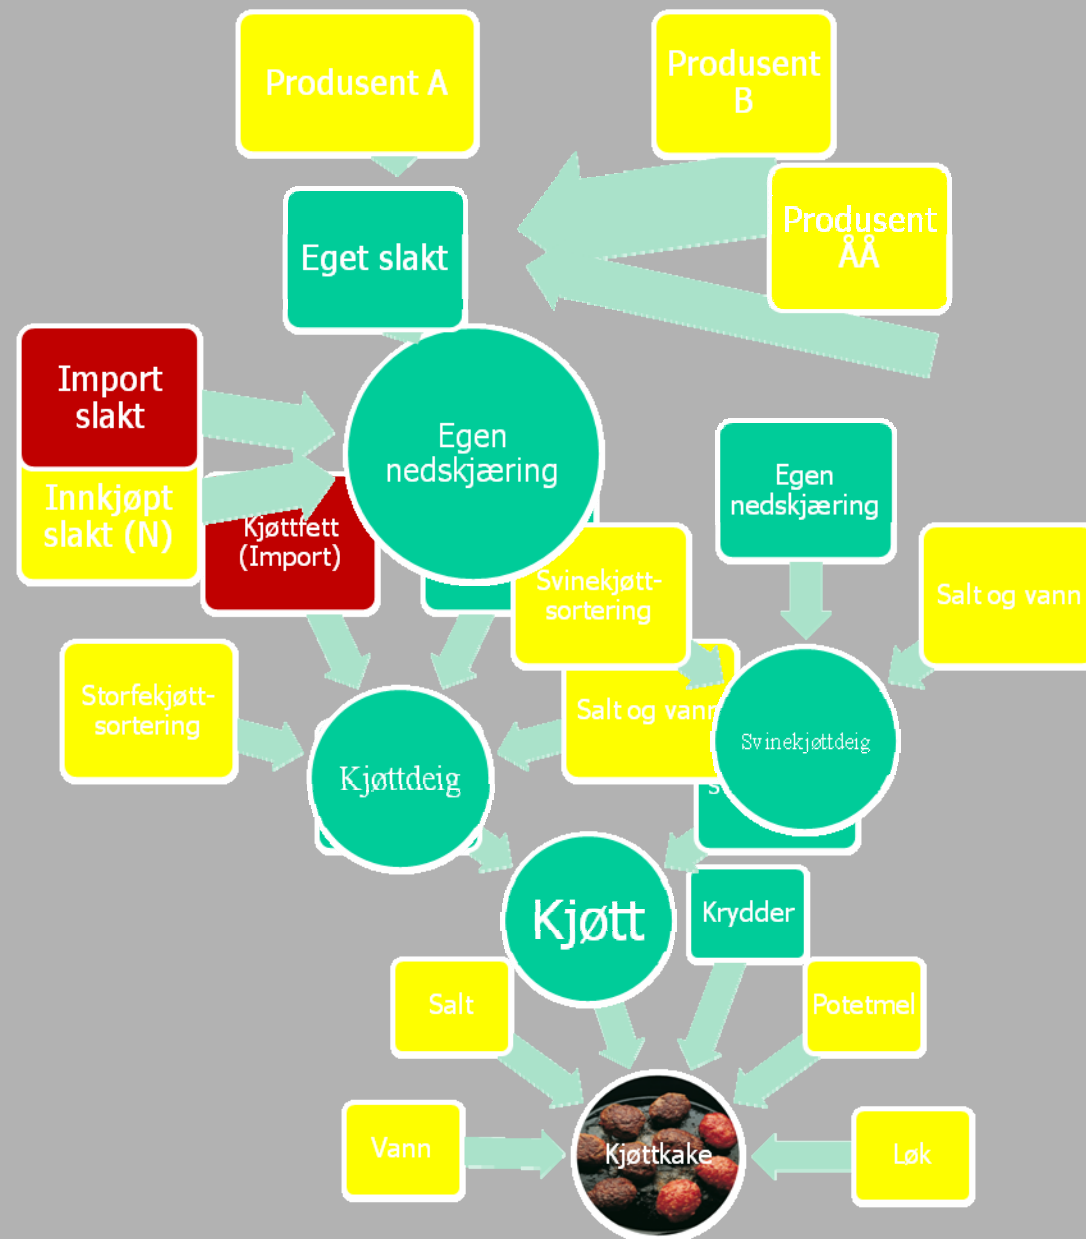 Produsent A
Produsent
B
Produsent
ÅÅ
Eget slakt
Import
slakt
Innkjøpt
slakt (N)
Egen
nedskjæring
Kjøttfett
(Import)
Egen
nedskjæring
Svinekjøtt-
sortering
Salt og vann
Storfekjøtt-
sortering
Salt og vann
Svinekjøttdeig
Kjøttdeig
Kjøtt
Krydder
Salt
Potetmel
Vann
Kjøttkake
Løk